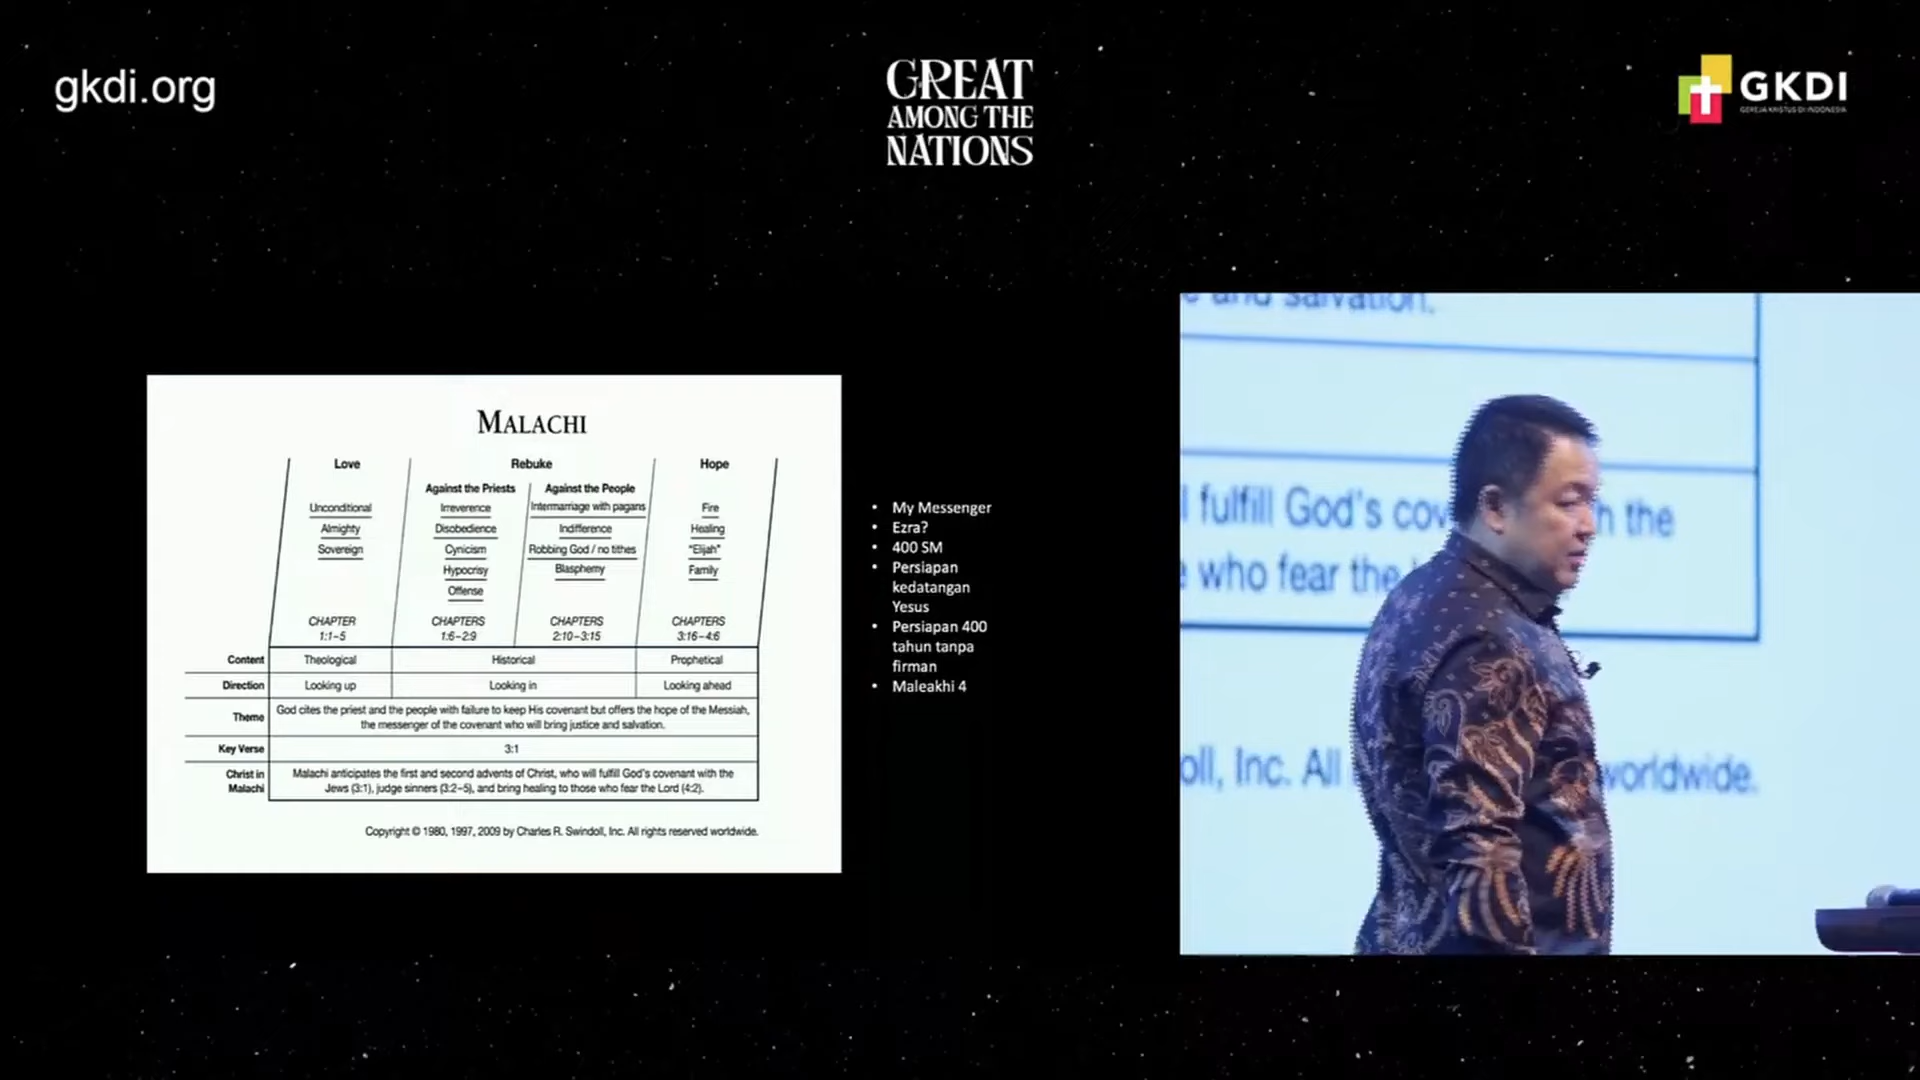 gkdi.org
GREAT
AMONG THE
NATIONS
GKDI
GEREJA KRISTUS DI INDONESIA
MALACHI
Love
Rebuke
Hope
Against the Priests
Against the People
Unconditional
Almighty
Sovereign
Irreverence
Disobedience
Cynicism
Hypocrisy
Offense
Intermarriage with pagans
Indifference
Robbing God / no tithes
Blasphemy
Fire
Healing
"Elijah"
Family
CHAPTER
1:1–5
CHAPTERS
1:6–2:9
CHAPTERS
2:10–3:15
CHAPTERS
3:16–4:6
Content Theological Historical Prophetical
Direction Looking up Looking in Looking ahead
Theme
God cites the priest and the people with failure to keep His covenant but offers the hope of the Messiah,
the messenger of the covenant who will bring justice and salvation.
Key Verse 3:1
Christ in
Malachi
Malachi anticipates the first and second advents of Christ, who will fulfill God's covenant with the
Jews (3:1), judge sinners (3:2–5), and bring healing to those who fear the Lord (4:2).
Copyright © 1980, 1997, 2009 by Charles R. Swindoll, Inc. All rights reserved worldwide.
• My Messenger
• Ezra?
• 400 SM
• Persiapan
kedatangan
Yesus
• Persiapan 400
tahun tanpa
firman
• Maleakhi 4
e and salvation.
l fulfill God's cov h the
e who fear the
oll, Inc. All worldwide.